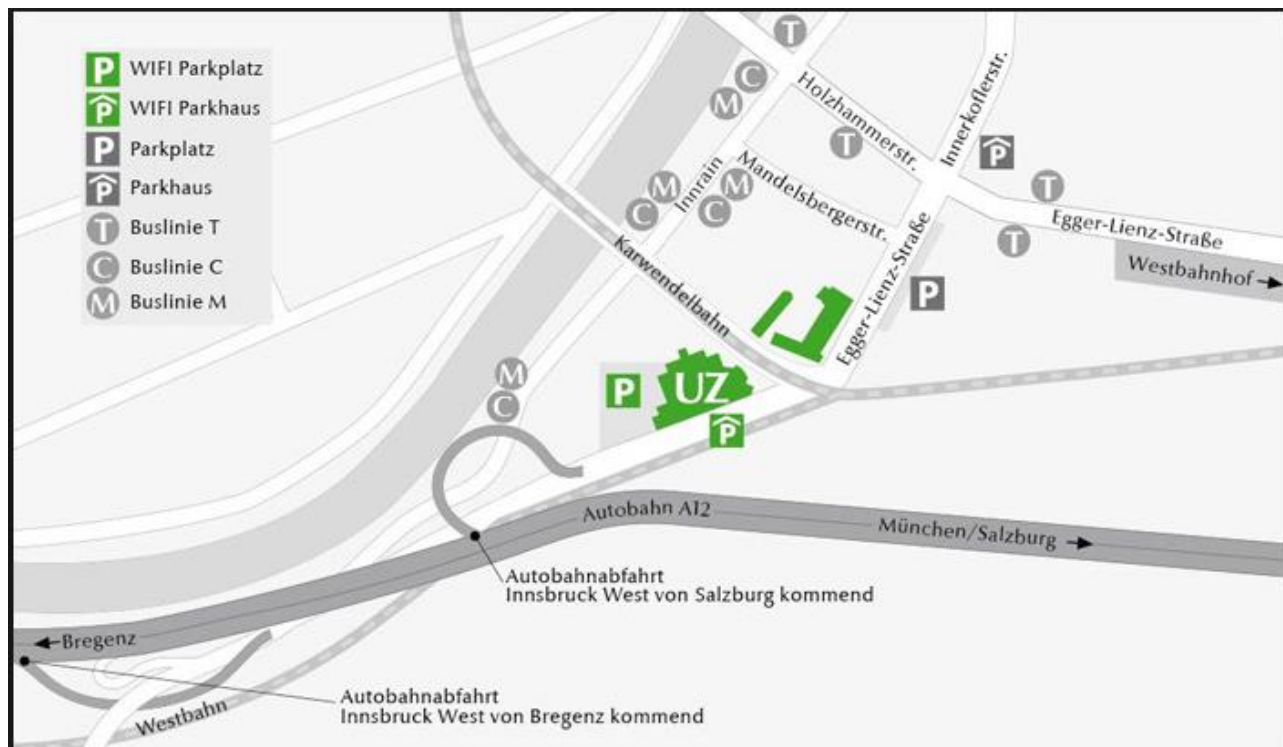 P WIFI Parkplatz
P WIFI Parkhaus
P Parkplatz
P Parkhaus
T Buslinie T
C Buslinie C
M Buslinie M
T
C
M
Holzhammerstr.
T
Innerkoflerstr.
P
T
Egger-Lienz-Straße
T
Westbahnhof
Innrain
M
C
M
C
Mandelsbergerstr.
Karwendelbahn
Egger-Lienz-Straße
P
M
C
P
UZ
P
Autobahn A12
München/Salzburg
Autobahnabfahrt
Innsbruck West von Salzburg kommend
Bregenz
Autobahnabfahrt
Innsbruck West von Bregenz kommend
Westbahn